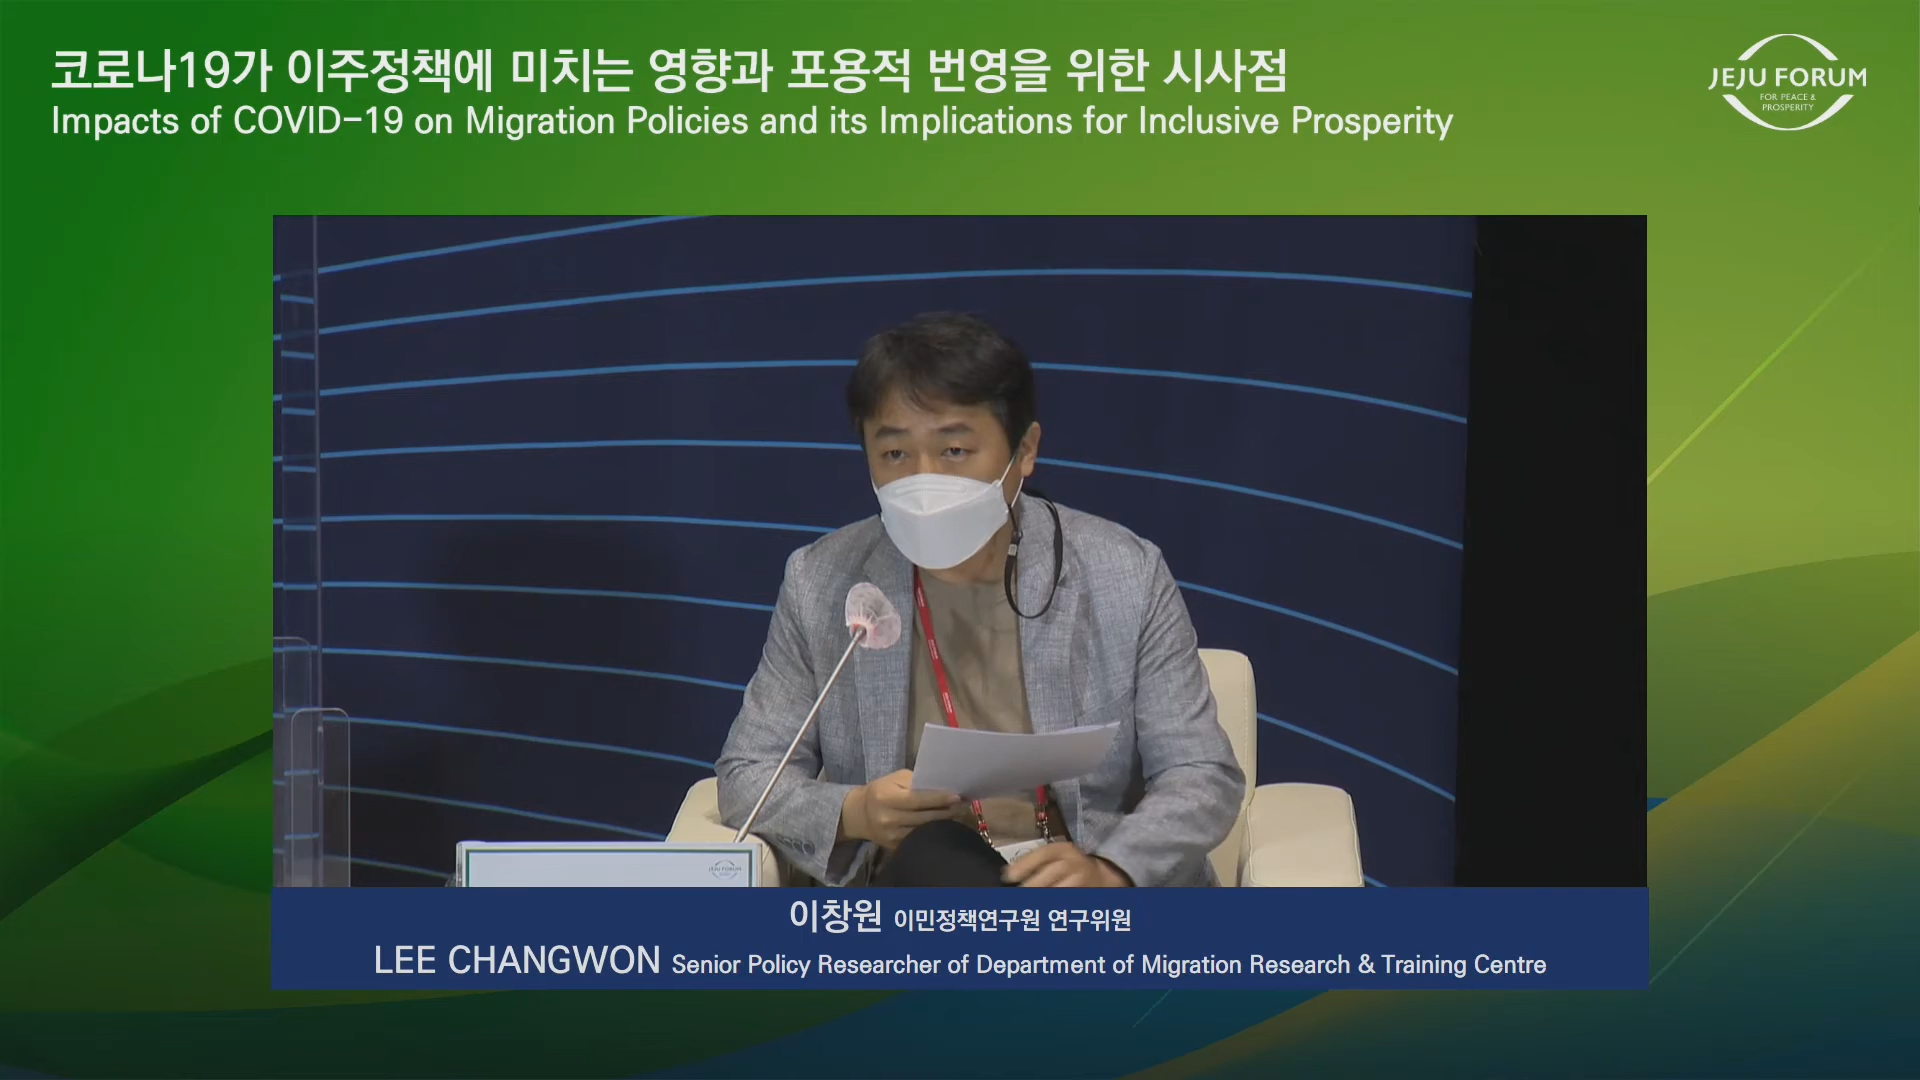 코로나19가 이주정책에 미치는 영향과 포용적 번영을 위한 시사점
Impacts of COVID-19 on Migration Policies and its Implications for Inclusive Prosperity
JEJU FORUM
FOR PEACE &
PROSPERITY
JEJU FORUM
이창원 이민정책연구원 연구위원
LEE CHANGWON Senior Policy Researcher of Department of Migration Research & Training Centre